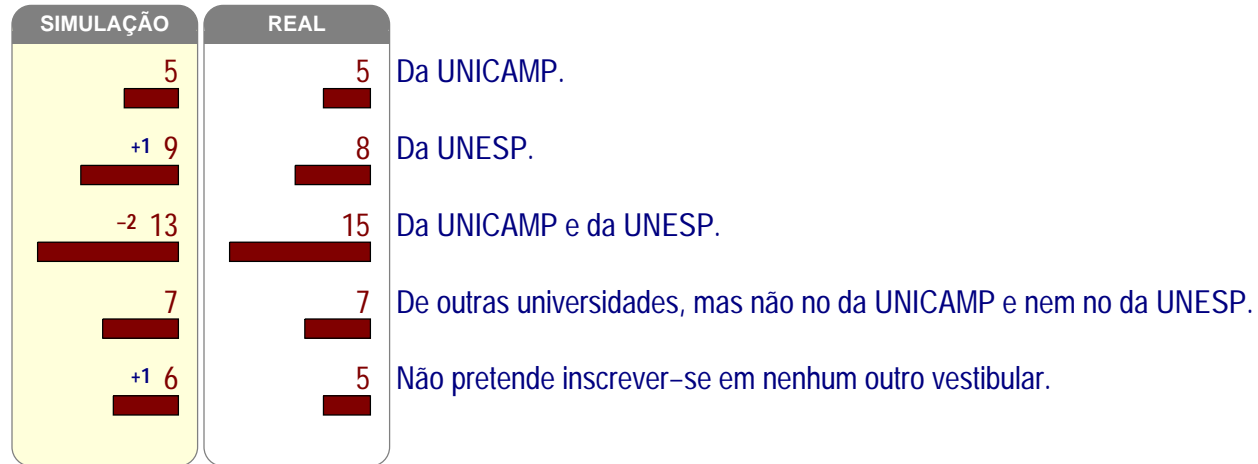 SIMULAÇÃO REAL
5 5 Da UNICAMP.
+1 9 8 Da UNESP.
−2 13 15 Da UNICAMP e da UNESP.
7 7 De outras universidades, mas não no da UNICAMP e nem no da UNESP.
+1 6 5 Não pretende inscrever−se em nenhum outro vestibular.